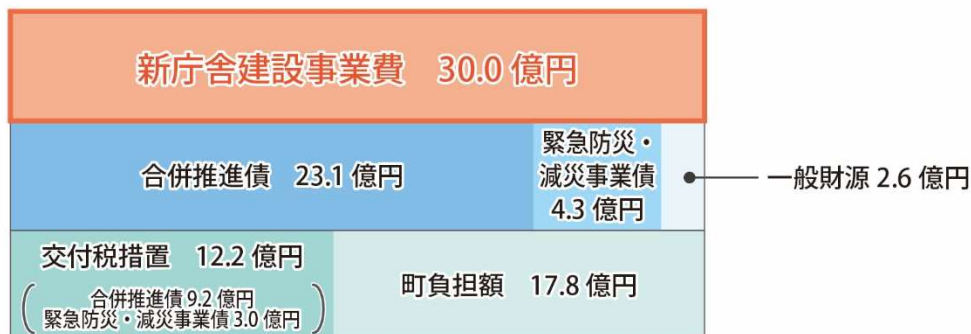 新庁舎建設事業費　30.0 億円
合併推進債　23.1 億円
緊急防災・
減災事業債
4.3 億円
一般財源 2.6 億円
交付税措置　12.2 億円
(合併推進債 9.2 億円
緊急防災・減災事業債 3.0 億円)
町負担額　17.8 億円